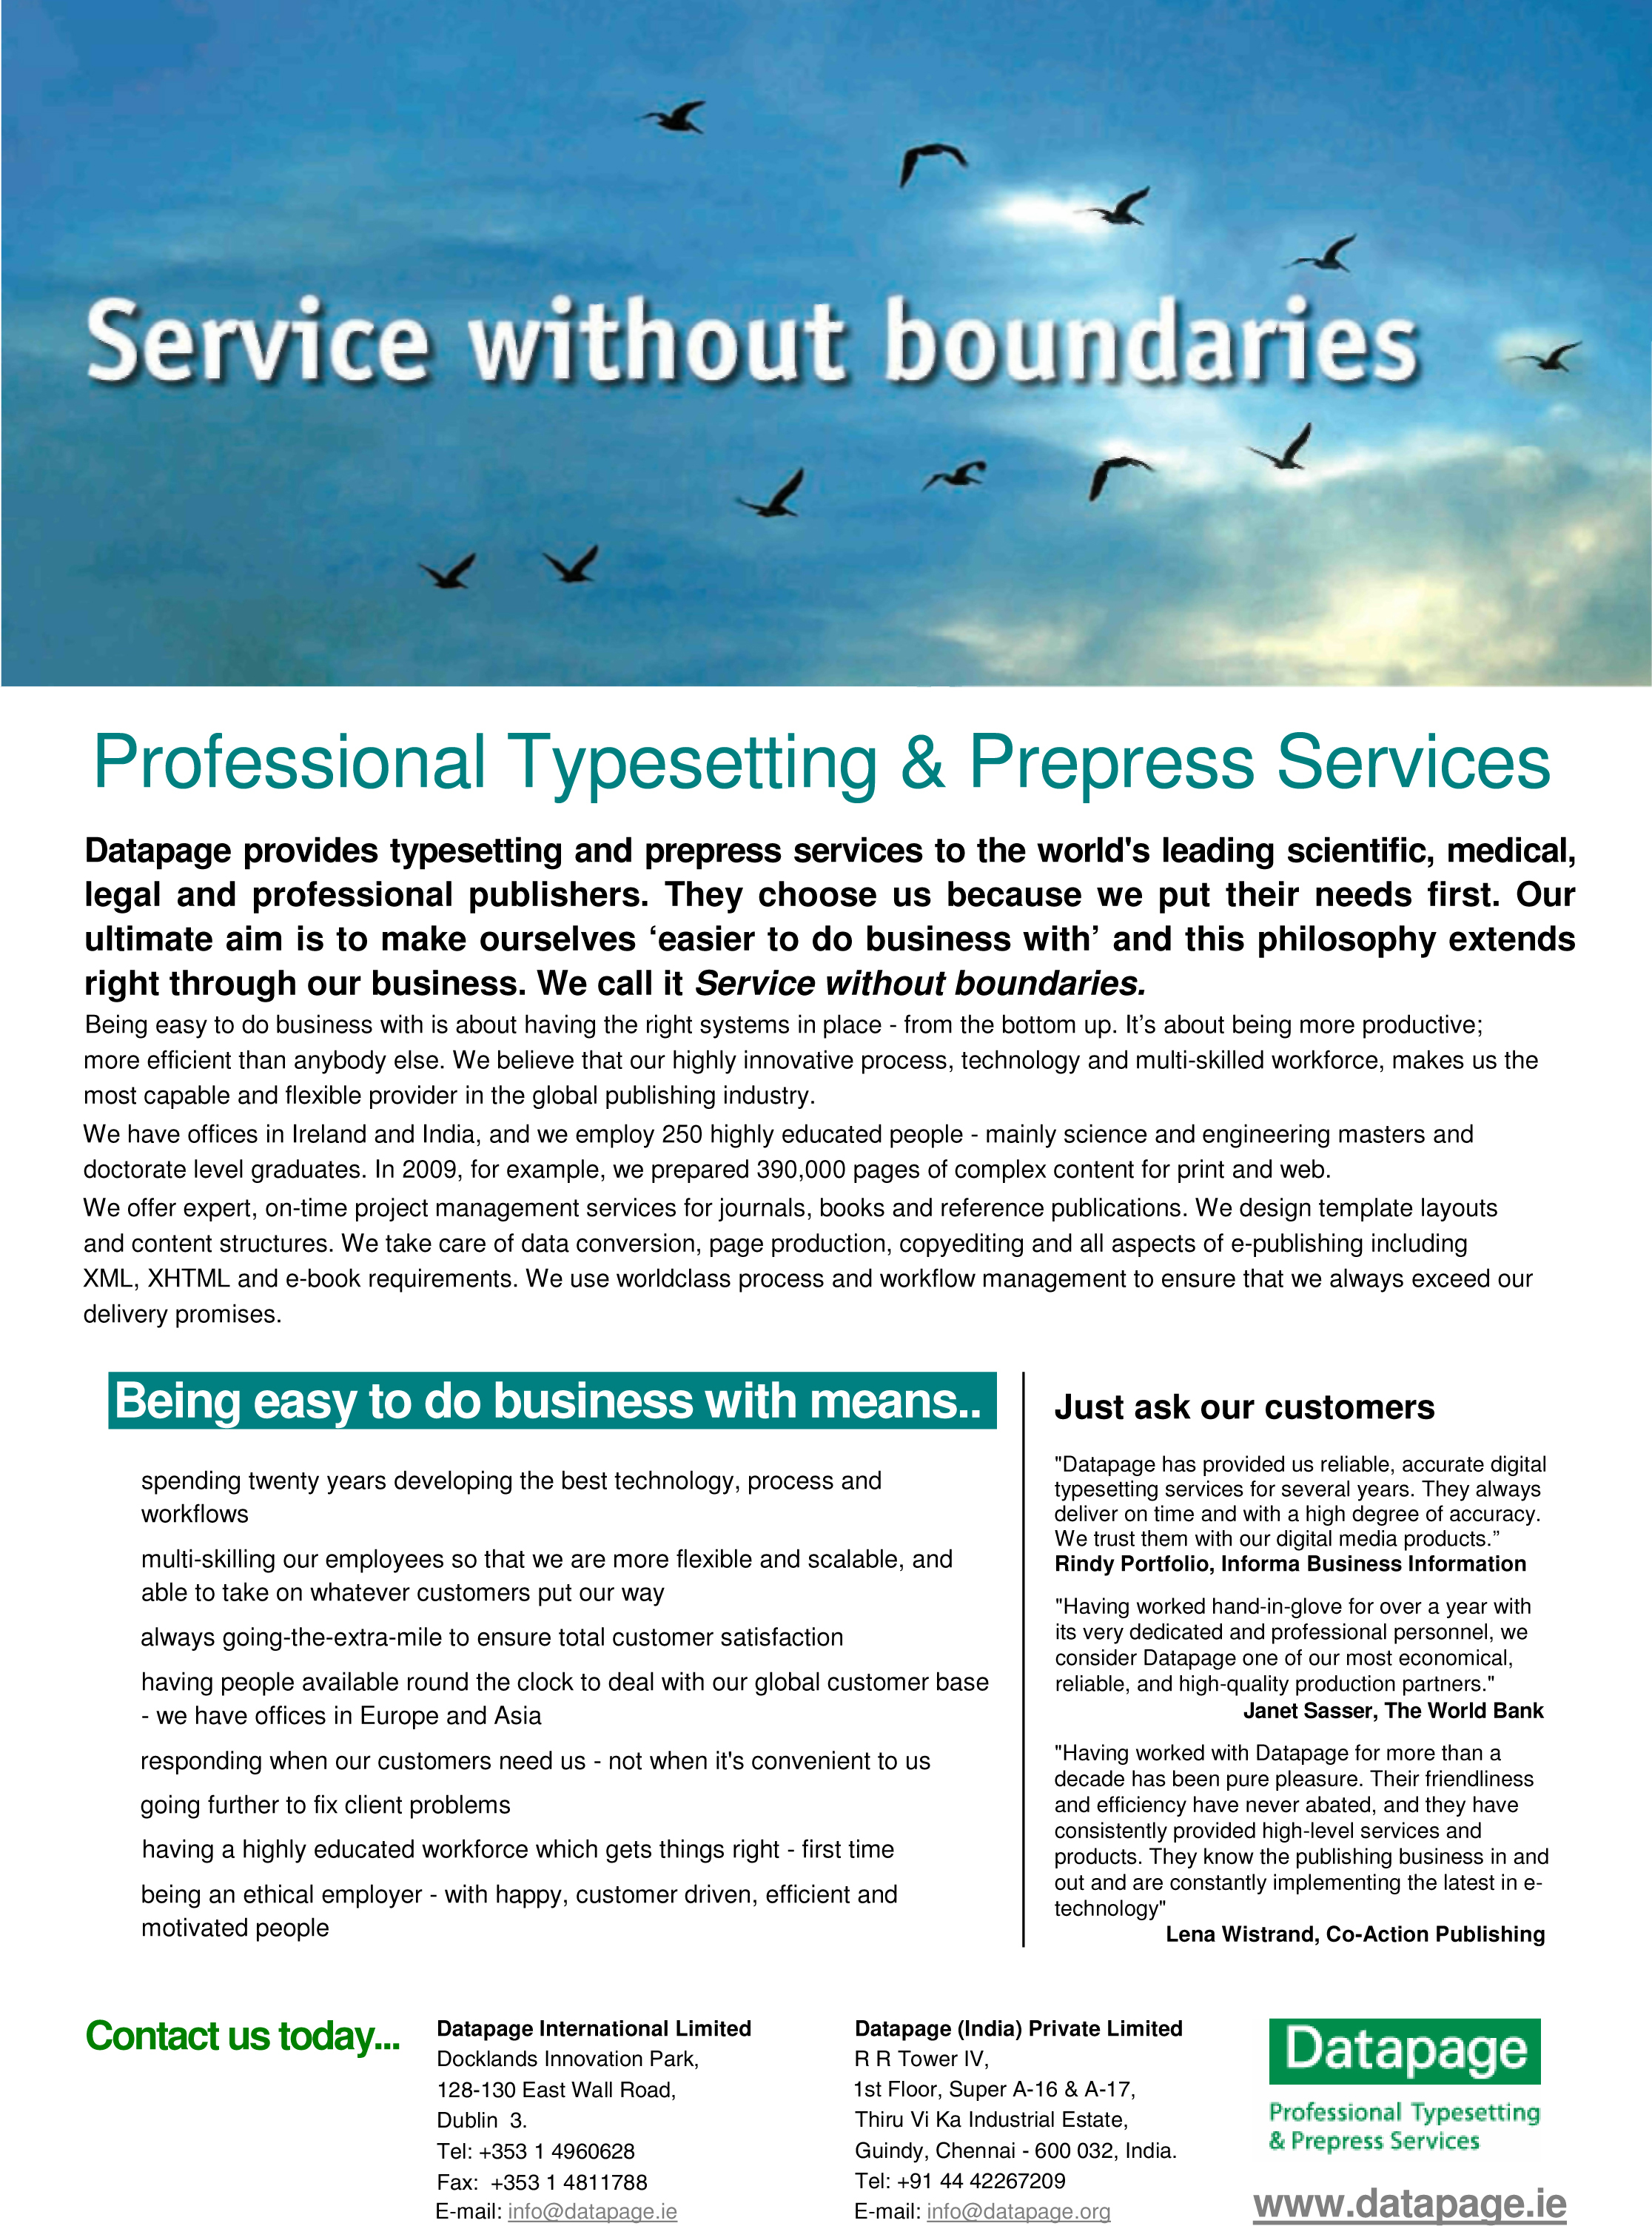 Service without boundaries
Professional Typesetting & Prepress Services
Datapage provides typesetting and prepress services to the world's leading scientific, medical,
legal and professional publishers. They choose us because we put their needs first. Our
ultimate aim is to make ourselves ‘easier to do business with’ and this philosophy extends
right through our business. We call it Service without boundaries.
Being easy to do business with is about having the right systems in place - from the bottom up. It’s about being more productive;
more efficient than anybody else. We believe that our highly innovative process, technology and multi-skilled workforce, makes us the
most capable and flexible provider in the global publishing industry.
We have offices in Ireland and India, and we employ 250 highly educated people - mainly science and engineering masters and
doctorate level graduates. In 2009, for example, we prepared 390,000 pages of complex content for print and web.
We offer expert, on-time project management services for journals, books and reference publications. We design template layouts
and content structures. We take care of data conversion, page production, copyediting and all aspects of e-publishing including
XML, XHTML and e-book requirements. We use worldclass process and workflow management to ensure that we always exceed our
delivery promises.
Being easy to do business with means..
spending twenty years developing the best technology, process and
workflows
multi-skilling our employees so that we are more flexible and scalable, and
able to take on whatever customers put our way
always going-the-extra-mile to ensure total customer satisfaction
having people available round the clock to deal with our global customer base
- we have offices in Europe and Asia
responding when our customers need us - not when it's convenient to us
going further to fix client problems
having a highly educated workforce which gets things right - first time
being an ethical employer - with happy, customer driven, efficient and
motivated people
Just ask our customers
"Datapage has provided us reliable, accurate digital
typesetting services for several years. They always
deliver on time and with a high degree of accuracy.
We trust them with our digital media products.”
Rindy Portfolio, Informa Business Information
"Having worked hand-in-glove for over a year with
its very dedicated and professional personnel, we
consider Datapage one of our most economical,
reliable, and high-quality production partners."
Janet Sasser, The World Bank
"Having worked with Datapage for more than a
decade has been pure pleasure. Their friendliness
and efficiency have never abated, and they have
consistently provided high-level services and
products. They know the publishing business in and
out and are constantly implementing the latest in e-
technology"
Lena Wistrand, Co-Action Publishing
Contact us today...
Datapage International Limited
Docklands Innovation Park,
128-130 East Wall Road,
Dublin 3.
Tel: +353 1 4960628
Fax: +353 1 4811788
E-mail: info@datapage.ie
Datapage (India) Private Limited
R R Tower IV,
1st Floor, Super A-16 & A-17,
Thiru Vi Ka Industrial Estate,
Guindy, Chennai - 600 032, India.
Tel: +91 44 42267209
E-mail: info@datapage.org
Datapage
Professional Typesetting
& Prepress Services
www.datapage.ie